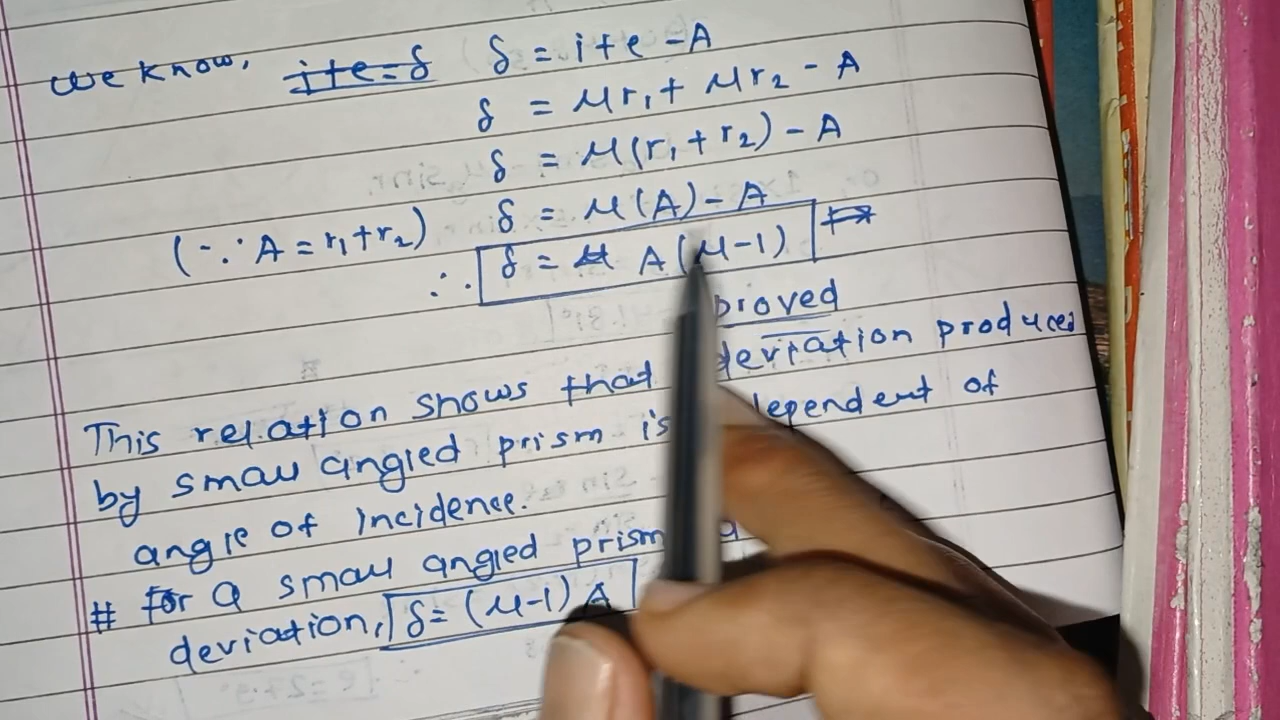 we know, i+e=δ δ = i+e-A
δ = μr₁ + μr₂ - A
δ = μ(r₁+r₂) - A
δ = μ(A) - A
(∵ A = r₁+r₂)
∴ δ = A(μ-1)
proved
This relation shows that deviation produced
by small angled prism is dependent of
angle of incidence.
# for a small angled prism
deviation, δ = (μ-1) A